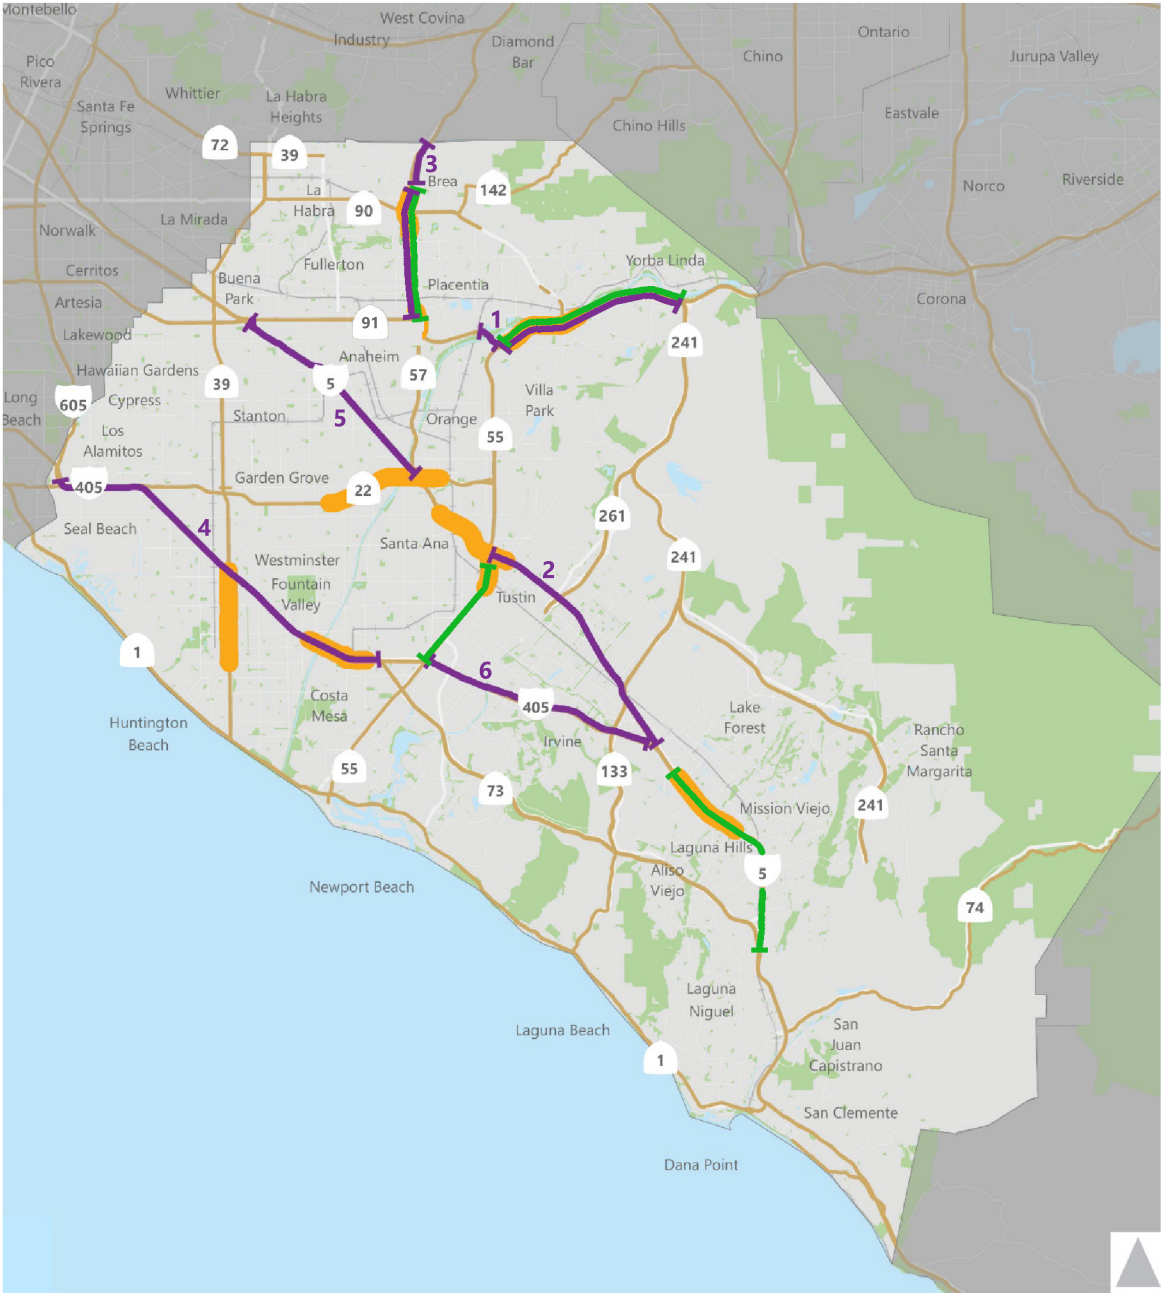 Montebello
West Covina
Industry
Diamond
Bar
Ontario
Chino
Jurupa Valley
Pico
Rivera
Whittier
La Habra
Heights
Santa Fe
Springs
Eastvale
Chino Hills
72
39
3
Brea
142
Norco
Riverside
La
Habra
90
La Mirada
Norwalk
Fullerton
Yorba Linda
Cerritos
Buena
Park
Placentia
Artesia
Corona
91
1
Lakewood
241
Anaheim
Hawaiian Gardens
39
5
57
Villa
Park
Long
Beach
605
Cypress
Stanton
5
Orange
55
Los
Alamitos
Garden Grove
405
22
261
Seal Beach
4
Santa Ana
241
Westminster
2
Fountain
Valley
Tustin
1
6
Costa
Mesa
405
Lake
Forest
Huntington
Beach
Irvine
Rancho
Santa
Margarita
55
133
73
Mission Viejo
241
Laguna Hills
Aliso
Viejo
5
Newport Beach
74
Laguna
Niguel
Laguna Beach
San
Juan
Capistrano
1
San Clemente
Dana Point